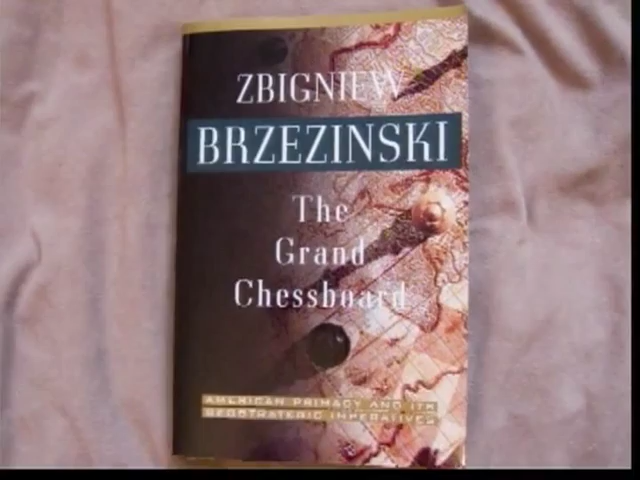 ZBIGNIEW
BRZEZINSKI
The
Grand
Chessboard
AMERICAN PRIMACY AND ITS
GEOSTRATEGIC IMPERATIVES